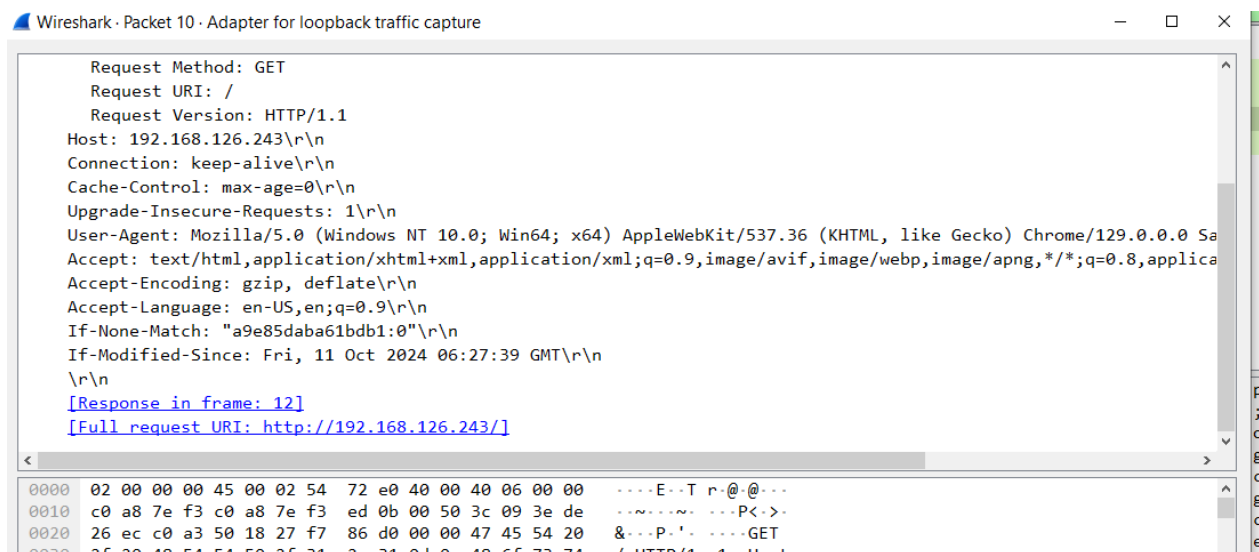 Wireshark · Packet 10 · Adapter for loopback traffic capture
Request Method: GET
Request URI: /
Request Version: HTTP/1.1
Host: 192.168.126.243\r\n
Connection: keep-alive\r\n
Cache-Control: max-age=0\r\n
Upgrade-Insecure-Requests: 1\r\n
User-Agent: Mozilla/5.0 (Windows NT 10.0; Win64; x64) AppleWebKit/537.36 (KHTML, like Gecko) Chrome/129.0.0.0 Sa
Accept: text/html,application/xhtml+xml,application/xml;q=0.9,image/avif,image/webp,image/apng,*/*;q=0.8,applica
Accept-Encoding: gzip, deflate\r\n
Accept-Language: en-US,en;q=0.9\r\n
If-None-Match: "a9e85daba61bdb1:0"\r\n
If-Modified-Since: Fri, 11 Oct 2024 06:27:39 GMT\r\n
\r\n
[Response in frame: 12]
[Full request URI: http://192.168.126.243/]
0000 02 00 00 00 45 00 02 54 72 e0 40 00 40 06 00 00 ····E··T r·@·@···
0010 c0 a8 7e f3 c0 a8 7e f3 ed 0b 00 50 3c 09 3e de ··~···~· ···P<·>·
0020 26 ec c0 a3 50 18 27 f7 86 d0 00 00 47 45 54 20 &···P·'· ····GET